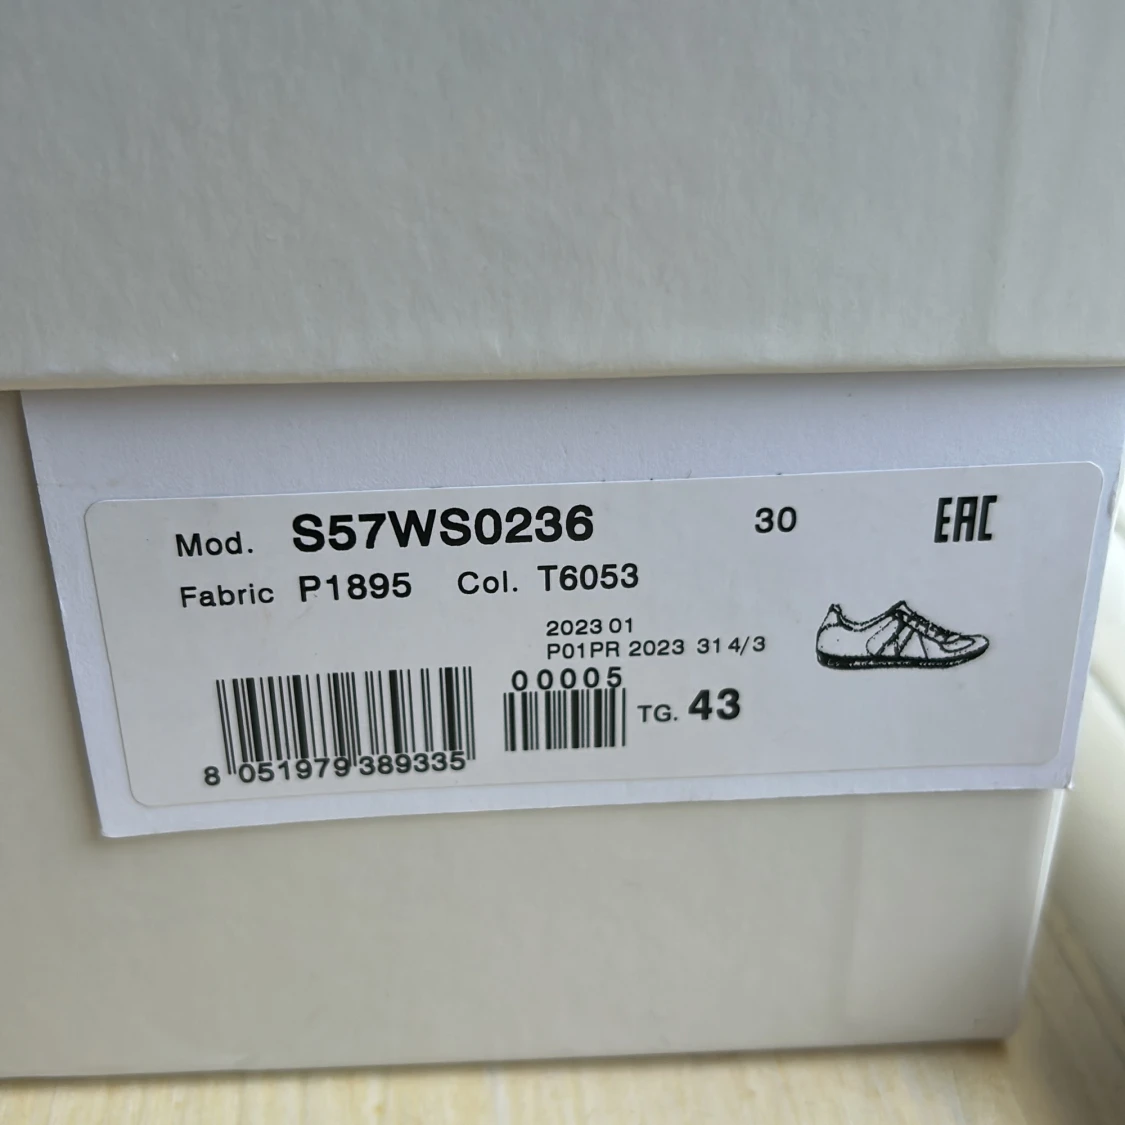 Mod. S57WS0236 30 EAC
Fabric P1895 Col. T6053
2023 01
P01PR 2023 31 4/3
00005
TG. 43
8 051979 389335